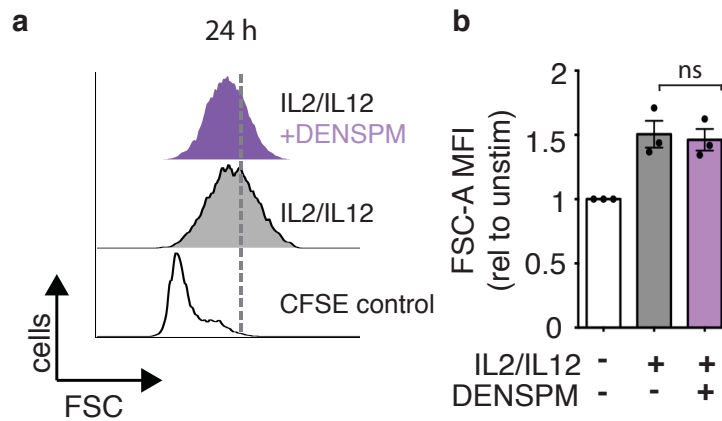 a
24 h
IL2/IL12
+DENSPM
IL2/IL12
CFSE control
cells
FSC
b
ns
FSC-A MFI
(rel to unstim)
2
1.5
1
0.5
0
IL2/IL12 - + +
DENSPM - - +